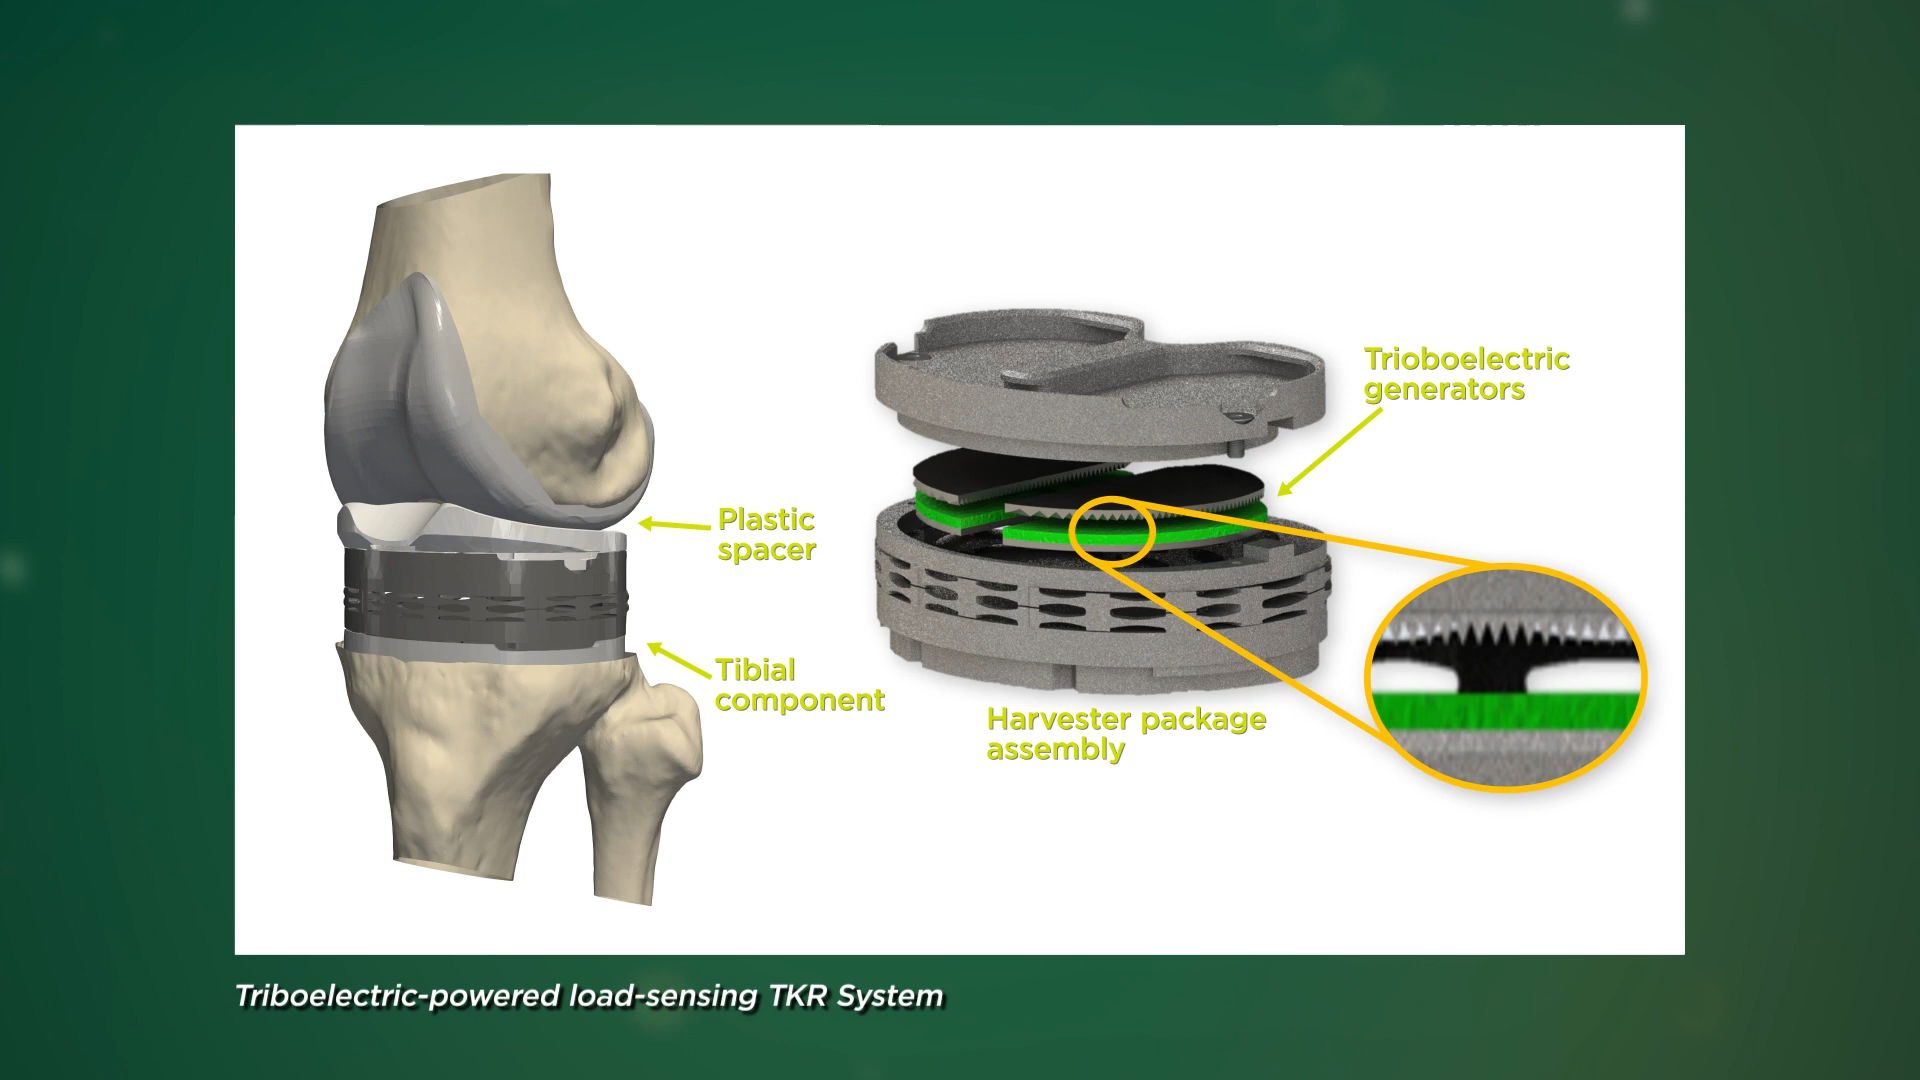 Trioboelectric
generators
Plastic
spacer
Tibial
component
Harvester package
assembly
Triboelectric-powered load-sensing TKR System